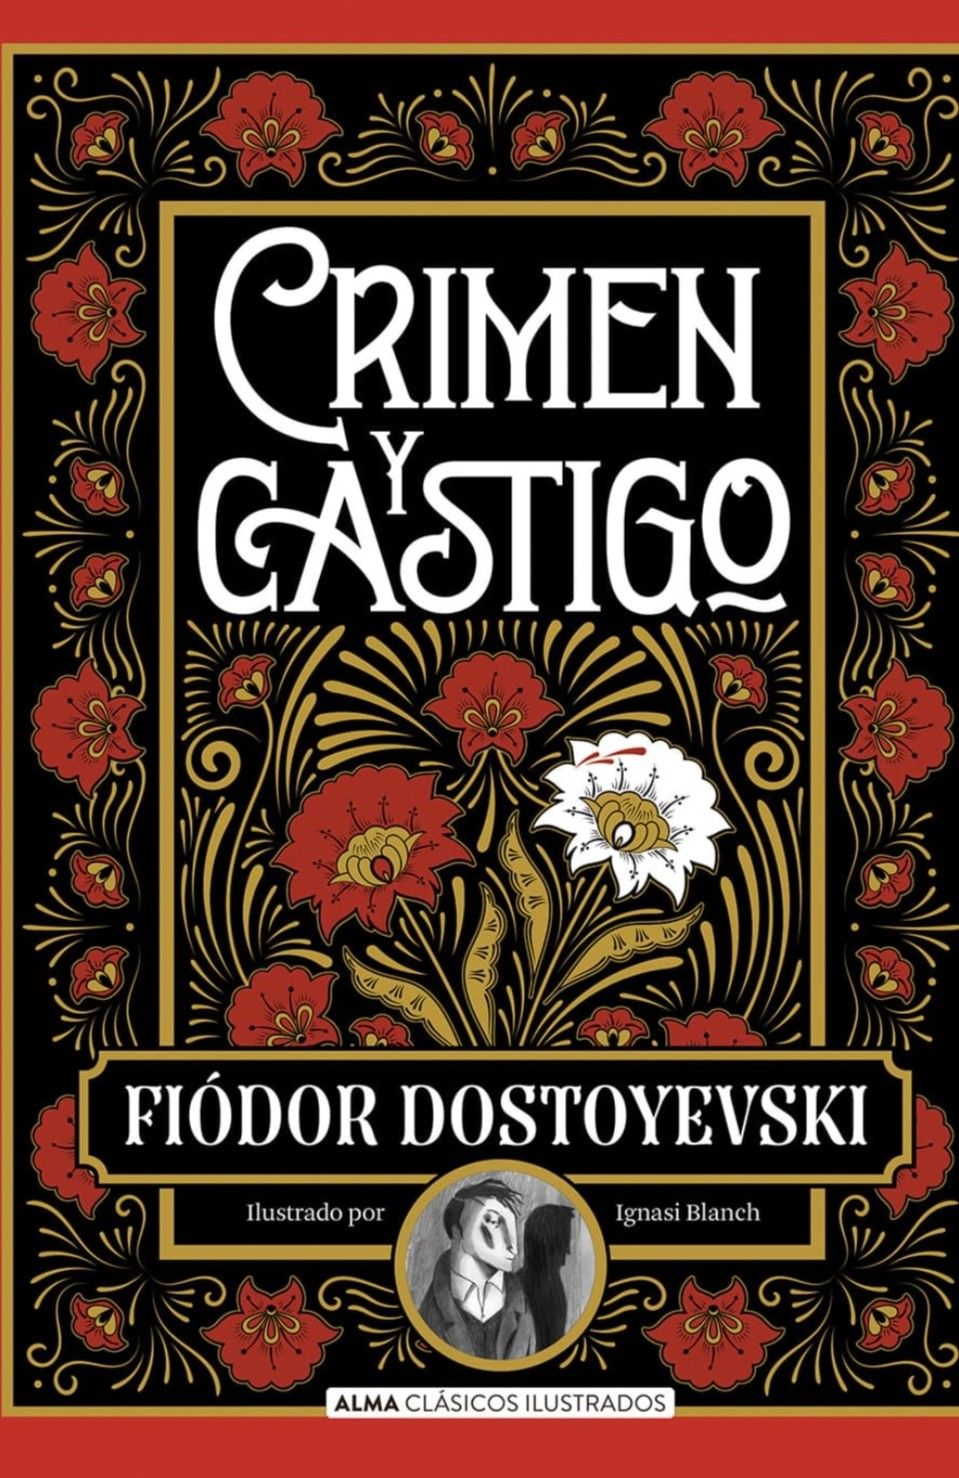 CRIMEN
Y
CASTIGO
FIÓDOR DOSTOYEVSKI
Ilustrado por
Ignasi Blanch
ALMA CLÁSICOS ILUSTRADOS